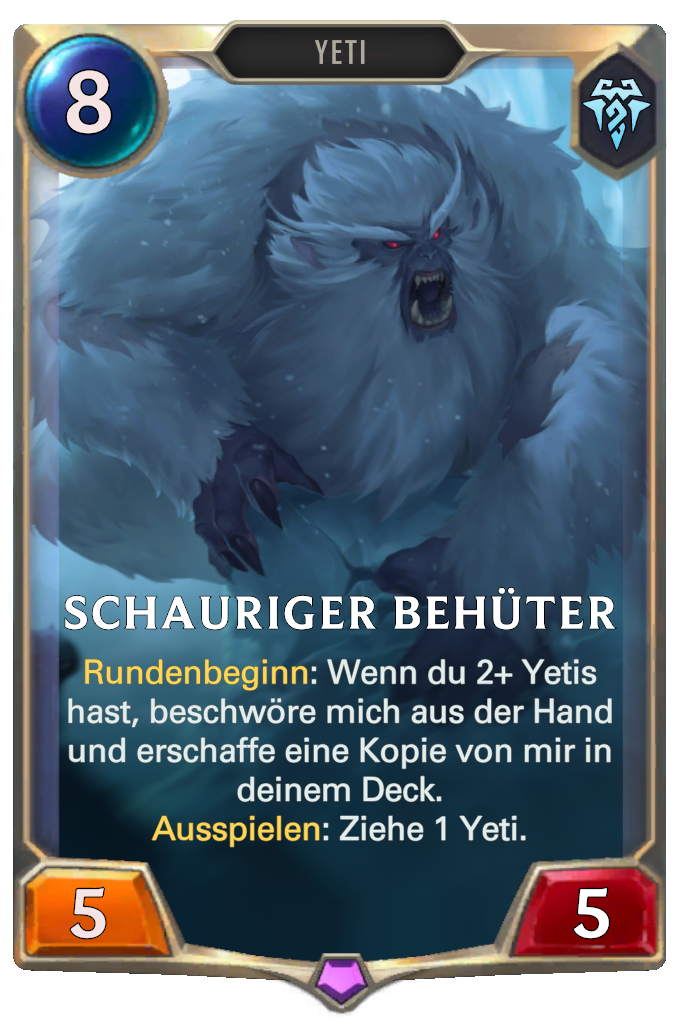 YETI
8
SCHAURIGER BEHÜTER
Rundenbeginn: Wenn du 2+ Yetis
hast, beschwöre mich aus der Hand
und erschaffe eine Kopie von mir in
deinem Deck.
Ausspielen: Ziehe 1 Yeti.
5
5